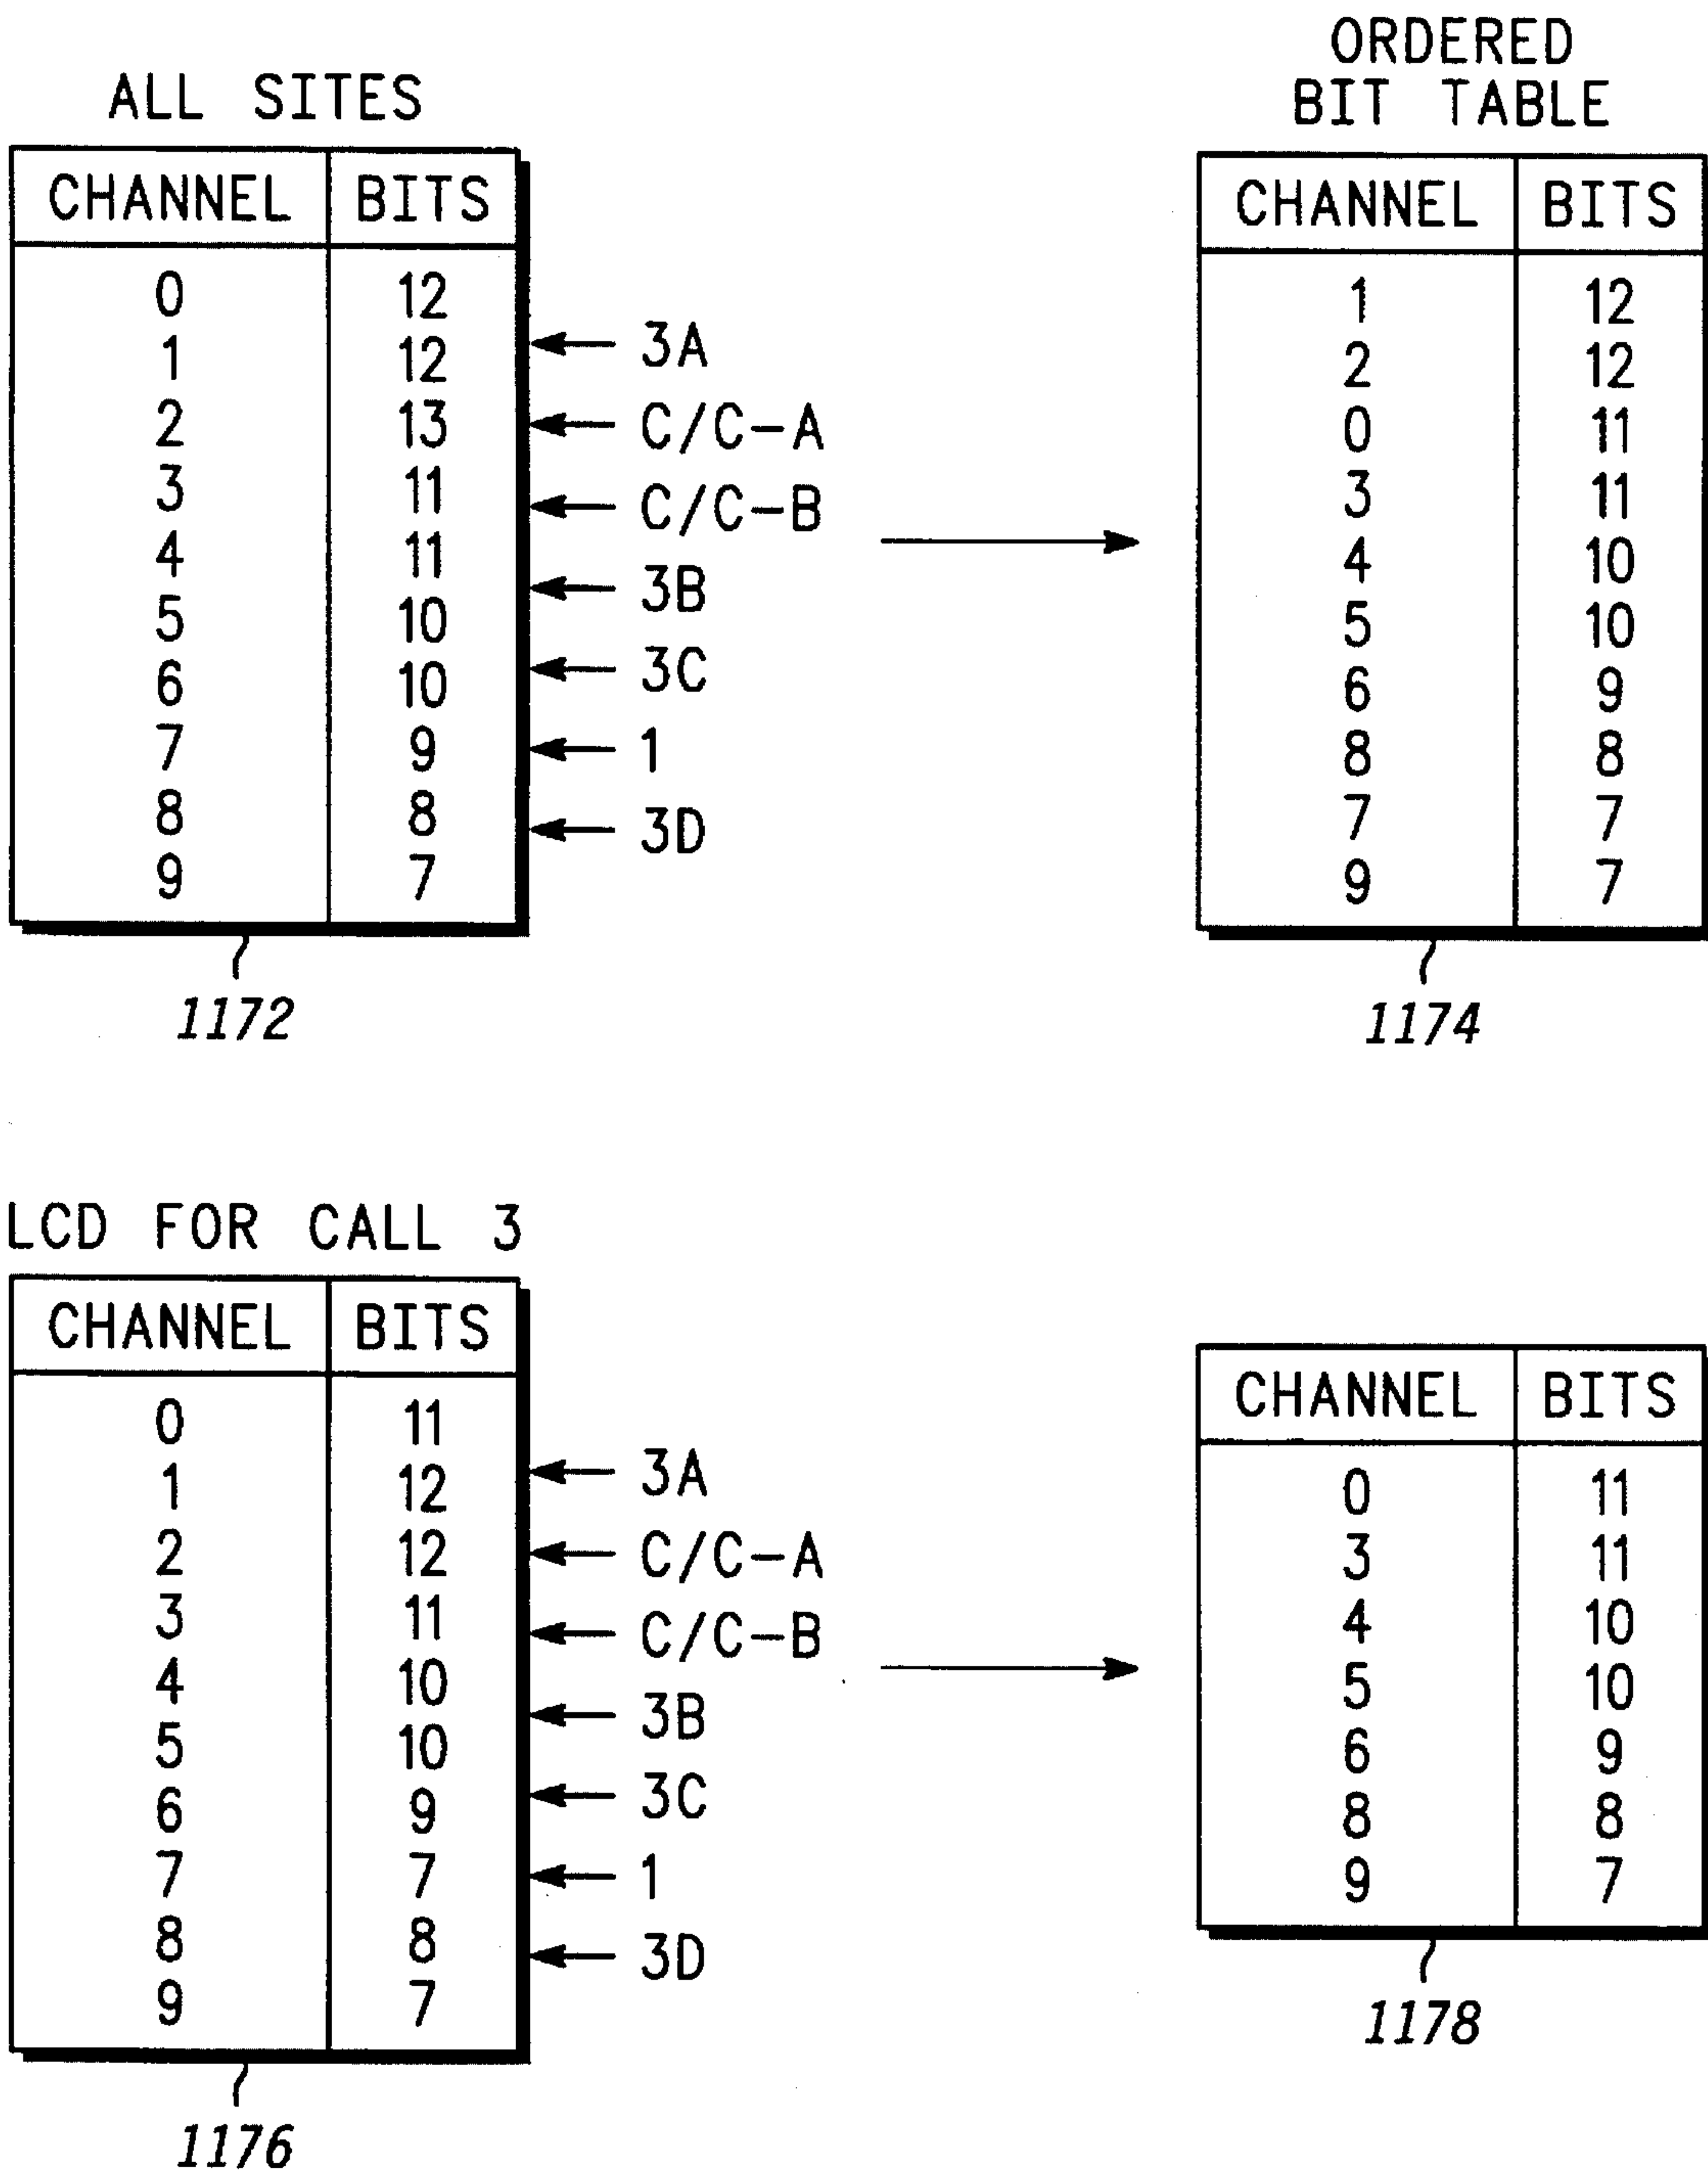 ALL SITES
CHANNEL BITS
0 12
1 12
2 13
3 11
4 11
5 10
6 10
7 9
8 8
9 7
3A
C/C-A
C/C-B
3B
3C
1
3D
1172
ORDERED
BIT TABLE
CHANNEL BITS
1 12
2 12
0 11
3 11
4 10
5 10
6 9
8 8
7 7
9 7
1174
LCD FOR CALL 3
CHANNEL BITS
0 11
1 12
2 12
3 11
4 10
5 10
6 9
7 7
8 8
9 7
3A
C/C-A
C/C-B
3B
3C
1
3D
1176
CHANNEL BITS
0 11
3 11
4 10
5 10
6 9
8 8
9 7
1178